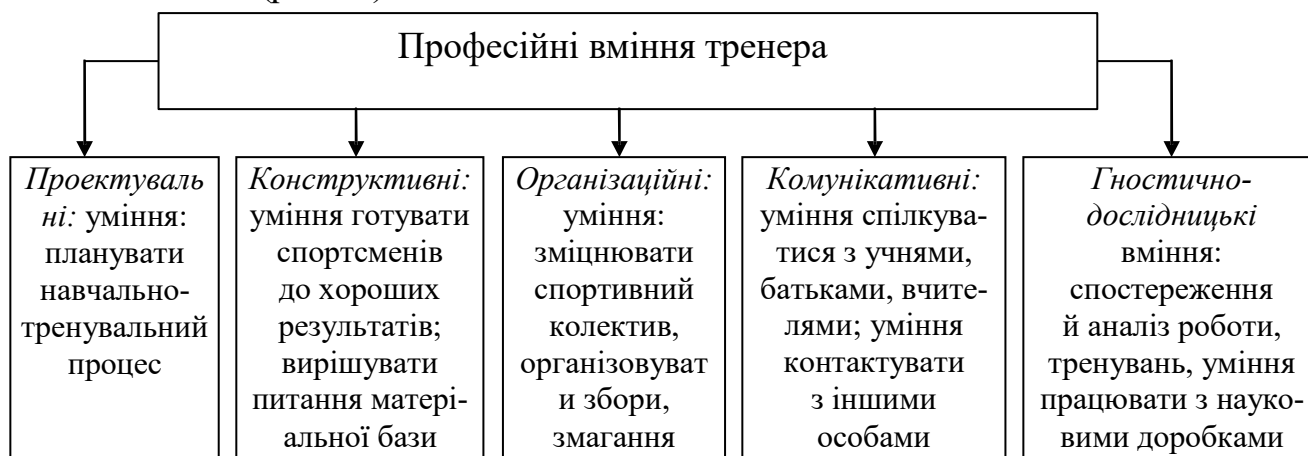 Професійні вміння тренера
Проектуваль
ні: уміння:
планувати
навчально-
тренувальний
процес
Конструктивні:
уміння готувати
спортсменів
до хороших
результатів;
вирішувати
питання матері-
альної бази
Організаційні:
уміння:
зміцнювати
спортивний
колектив,
організовуват
и збори,
змагання
Комунікативні:
уміння спілкува-
тися з учнями,
батьками, вчите-
лями; уміння
контактувати
з іншими
особами
Гностично-
дослідницькі
вміння:
спостереження
й аналіз роботи,
тренувань, уміння
працювати з науко-
вими доробками